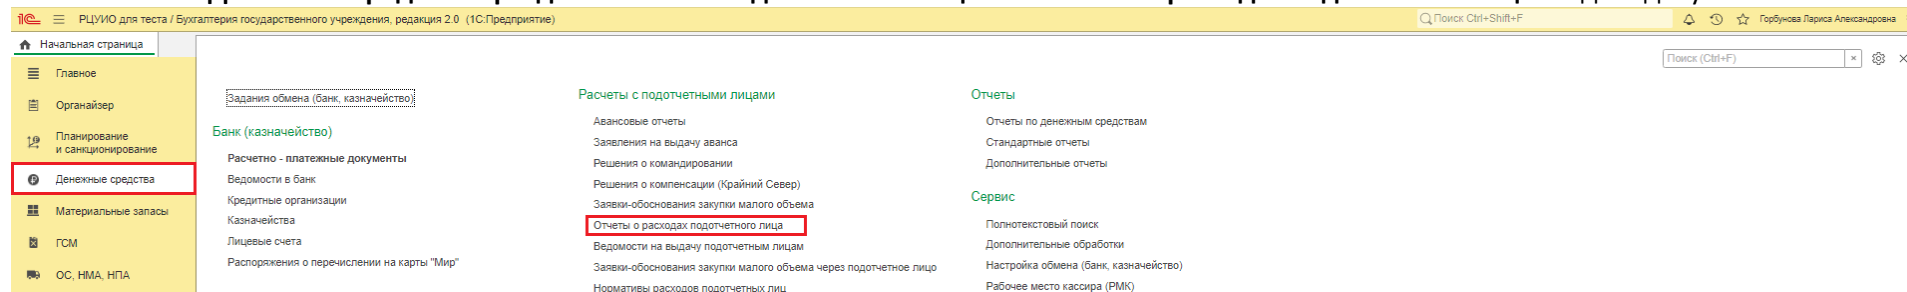 РЦУИО для теста / Бухгалтерия государственного учреждения, редакция 2.0 (1С:Предприятие)
Поиск Ctrl+Shift+F
Горбунова Лариса Александровна
Начальная страница
Поиск (Ctrl+F)
Главное
Органайзер
Планирование
и санкционирование
Денежные средства
Материальные запасы
ГСМ
ОС, НМА, НПА
Задания обмена (банк, казначейство)
Банк (казначейство)
Расчетно - платежные документы
Ведомости в банк
Кредитные организации
Казначейства
Лицевые счета
Распоряжения о перечислении на карты "Мир"
Расчеты с подотчетными лицами
Авансовые отчеты
Заявления на выдачу аванса
Решения о командировании
Решения о компенсации (Крайний Север)
Заявки-обоснования закупки малого объема
Отчеты о расходах подотчетного лица
Ведомости на выдачу подотчетным лицам
Заявки-обоснования закупки малого объема через подотчетное лицо
Нормативы расходов подотчетных лиц
Отчеты
Отчеты по денежным средствам
Стандартные отчеты
Дополнительные отчеты
Сервис
Полнотекстовый поиск
Дополнительные обработки
Настройка обмена (банк, казначейство)
Рабочее место кассира (РМК)